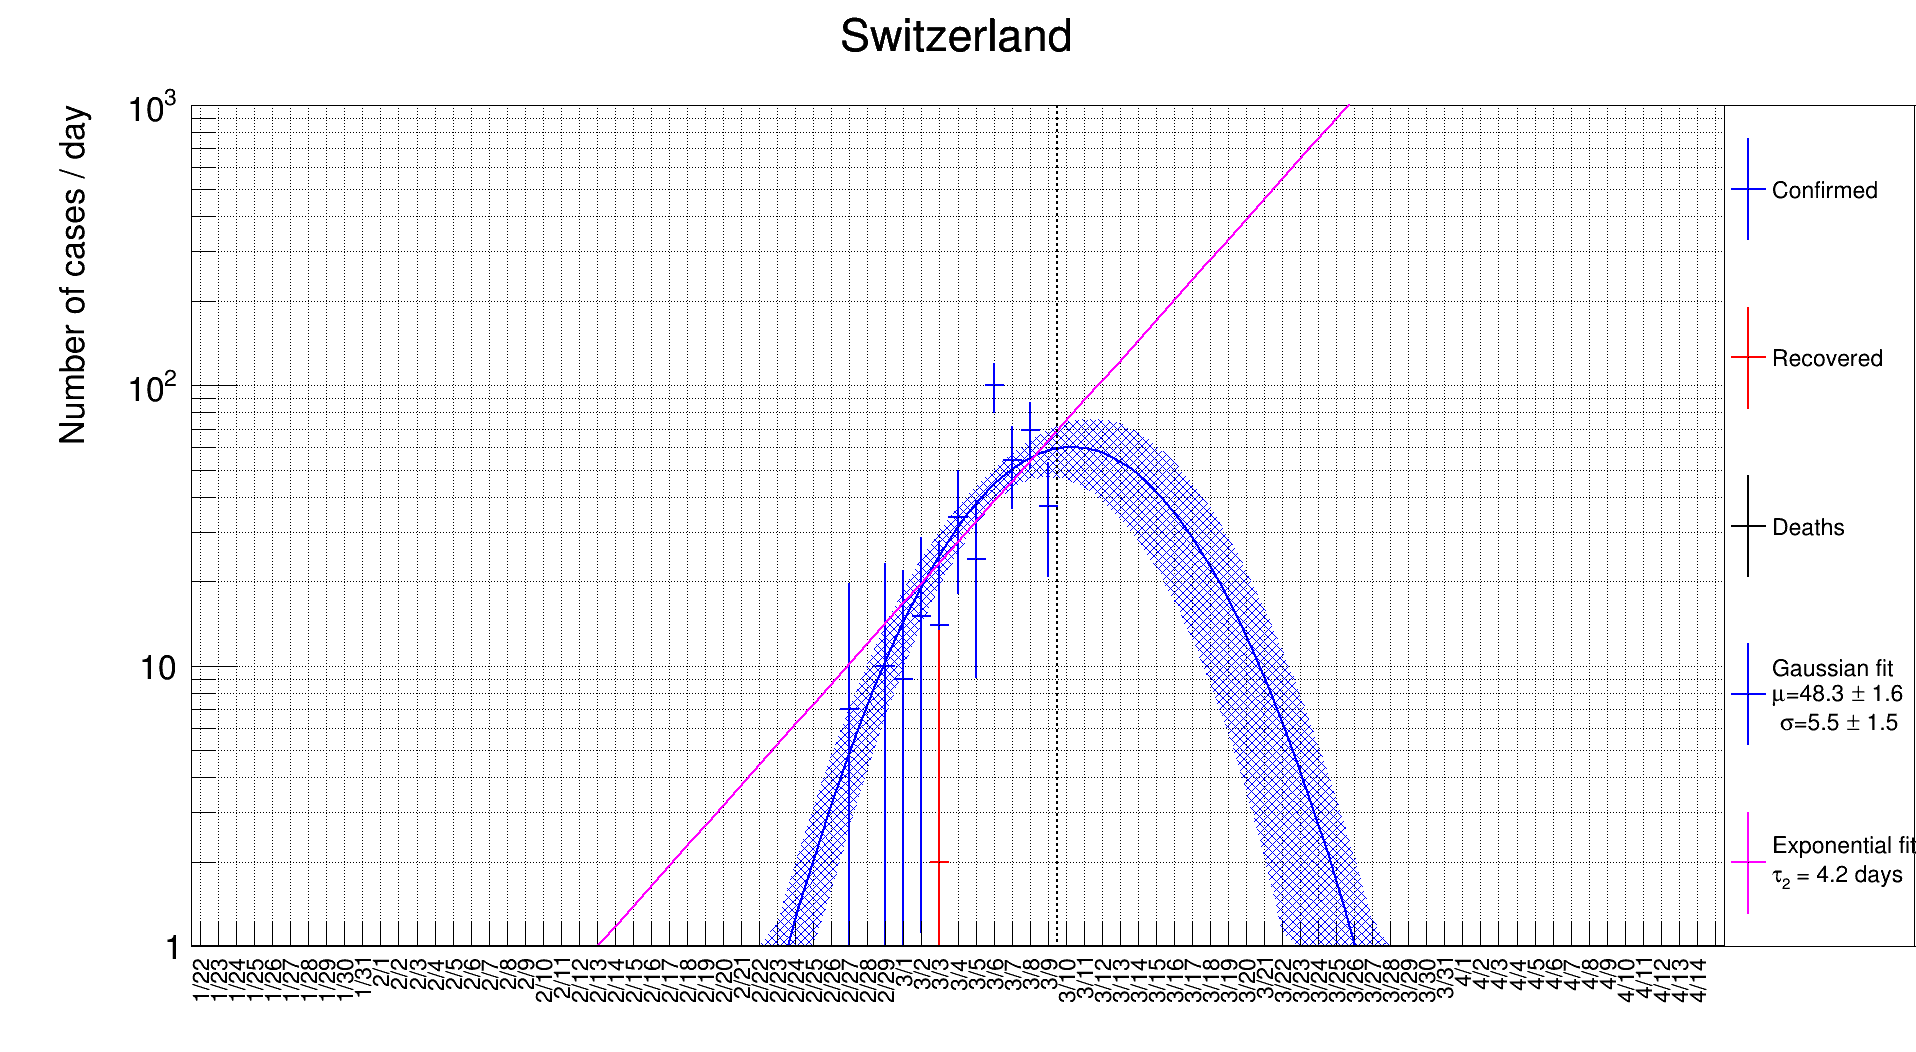 Switzerland
Number of cases / day
10³
10²
10
1
1/22 1/23 1/24 1/25 1/26 1/27 1/28 1/29 1/30 1/31 2/1 2/2 2/3 2/4 2/5 2/6 2/7 2/8 2/9 2/10 2/11 2/12 2/13 2/14 2/15 2/16 2/17 2/18 2/19 2/20 2/21 2/22 2/23 2/24 2/25 2/26 2/27 2/28 2/29 3/1 3/2 3/3 3/4 3/5 3/6 3/7 3/8 3/9 3/10 3/11 3/12 3/13 3/14 3/15 3/16 3/17 3/18 3/19 3/20 3/21 3/22 3/23 3/24 3/25 3/26 3/27 3/28 3/29 3/30 3/31 4/1 4/2 4/3 4/4 4/5 4/6 4/7 4/8 4/9 4/10 4/11 4/12 4/13 4/14
Confirmed
Recovered
Deaths
Gaussian fit
μ=48.3 ± 1.6
σ=5.5 ± 1.5
Exponential fit
τ₂ = 4.2 days